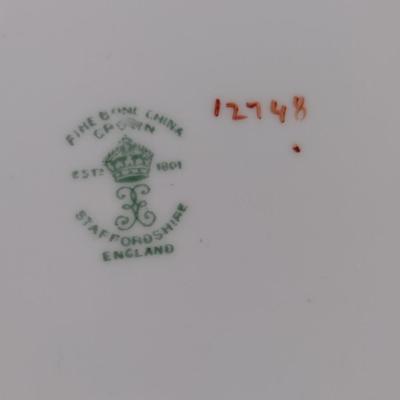 FINE BONE CHINA
CROWN
ESTD 1801
STAFFORDSHIRE
ENGLAND
12748